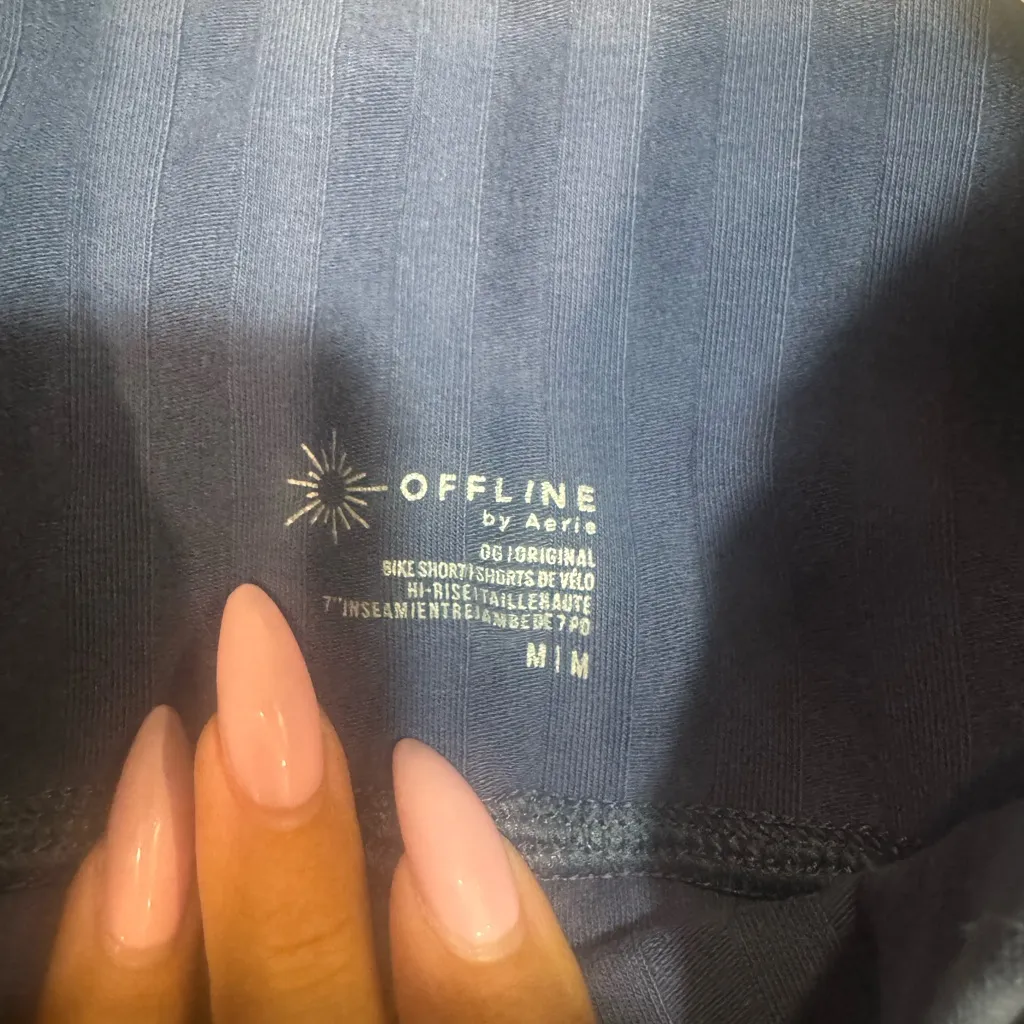 OFFLINE
by Aerie
OG | ORIGINAL
BIKE SHORT | SHORTS DE VÉLO
HI-RISE | TAILLE HAUTE
7" INSEAM | ENTREJAMBE DE 7 PO
M | M